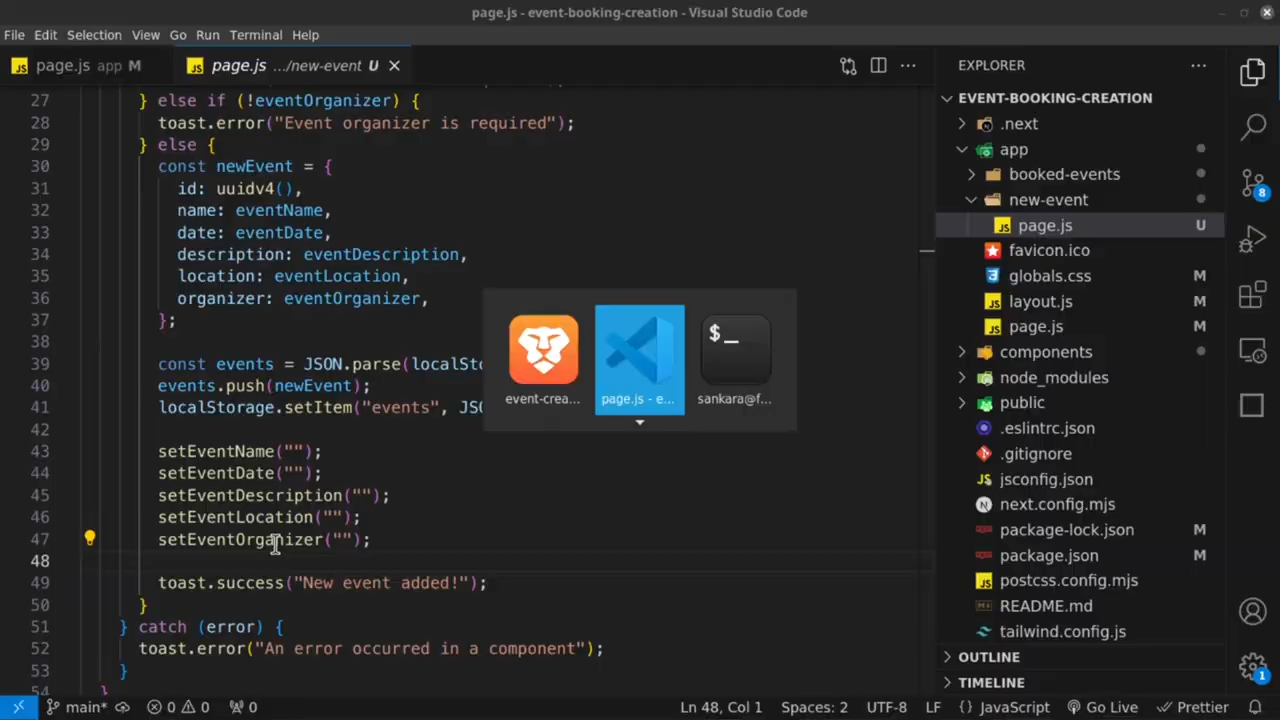 page.js - event-booking-creation - Visual Studio Code
File Edit Selection View Go Run Terminal Help
JS page.js app M
JS page.js .../new-event U
27 } else if (!eventOrganizer) {
28 toast.error("Event organizer is required");
29 } else {
30 const newEvent = {
31 id: uuidv4(),
32 name: eventName,
33 date: eventDate,
34 description: eventDescription,
35 location: eventLocation,
36 organizer: eventOrganizer,
37 };
38
39 const events = JSON.parse(localSto
40 events.push(newEvent);
41 localStorage.setItem("events", JSO
42
43 setEventName("");
44 setEventDate("");
45 setEventDescription("");
46 setEventLocation("");
47 setEventOrganizer("");
48
49 toast.success("New event added!");
50 }
51 } catch (error) {
52 toast.error("An error occurred in a component");
53 }
54 }
$_
event-crea...
page.js - e...
sankara@f...
EXPLORER
EVENT-BOOKING-CREATION
.next
app
booked-events
new-event
JS page.js U
favicon.ico
globals.css M
JS layout.js M
JS page.js M
components
node_modules
public
.eslintrc.json
.gitignore
JS jsconfig.json
N next.config.mjs
package-lock.json M
package.json
JS postcss.config.mjs
README.md
tailwind.config.js
OUTLINE
TIMELINE
8
1
main* 0 0 0 Ln 48, Col 1 Spaces: 2 UTF-8 LF {} JavaScript Go Live Prettier